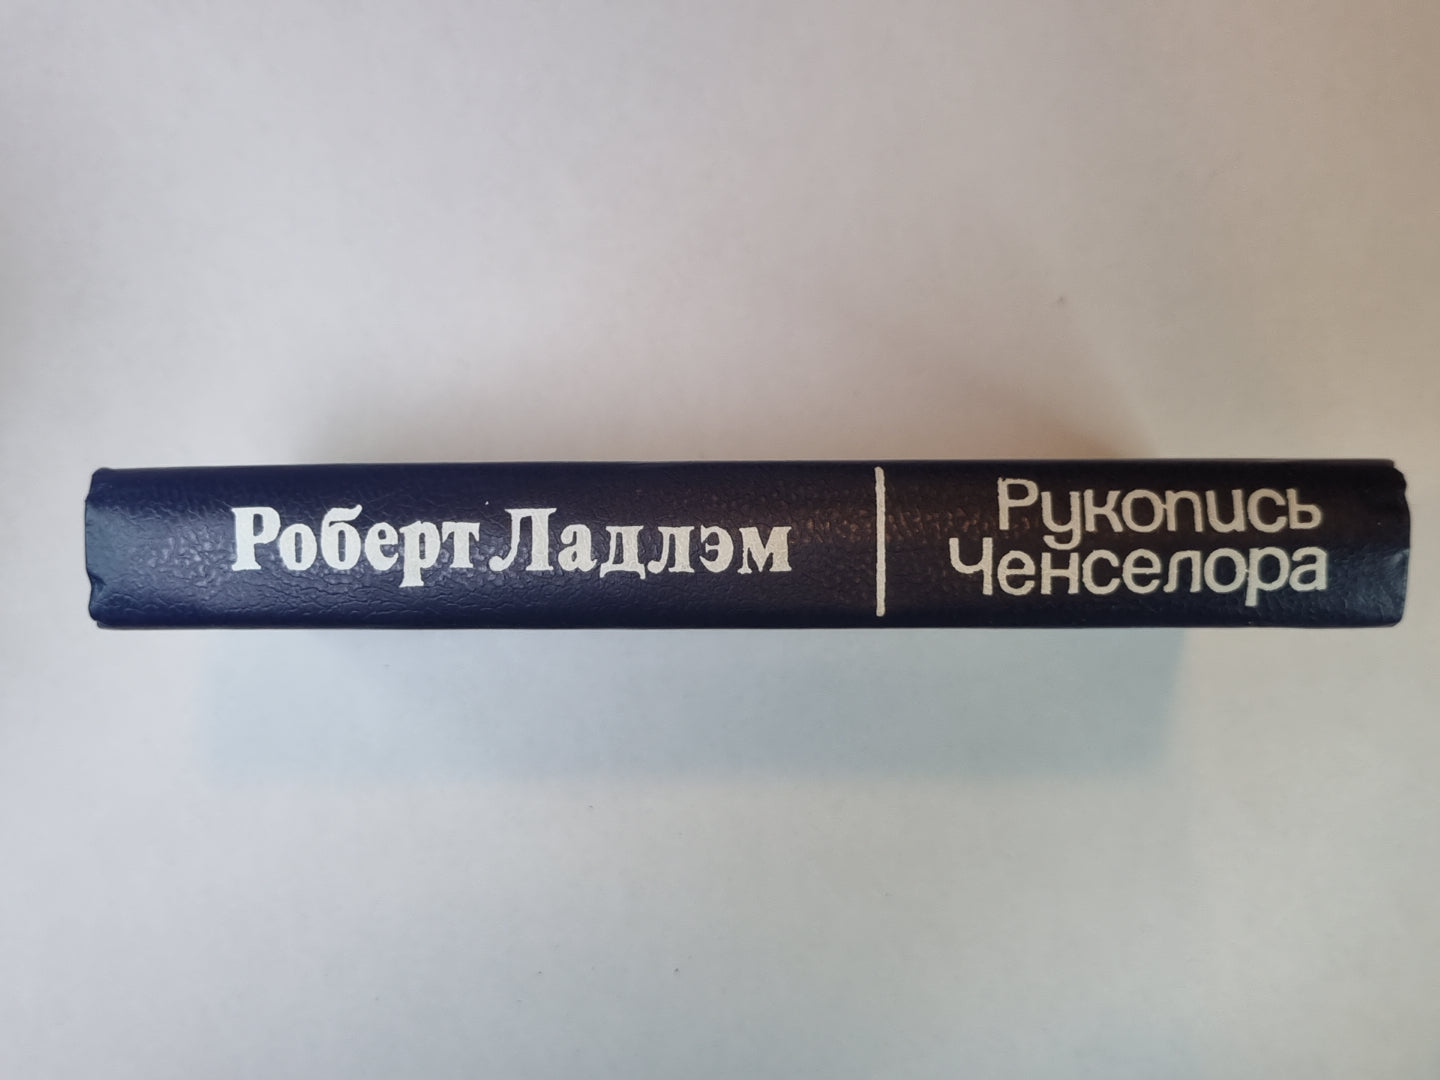 Роберт Ладлэм
Рукопись
Ченселора